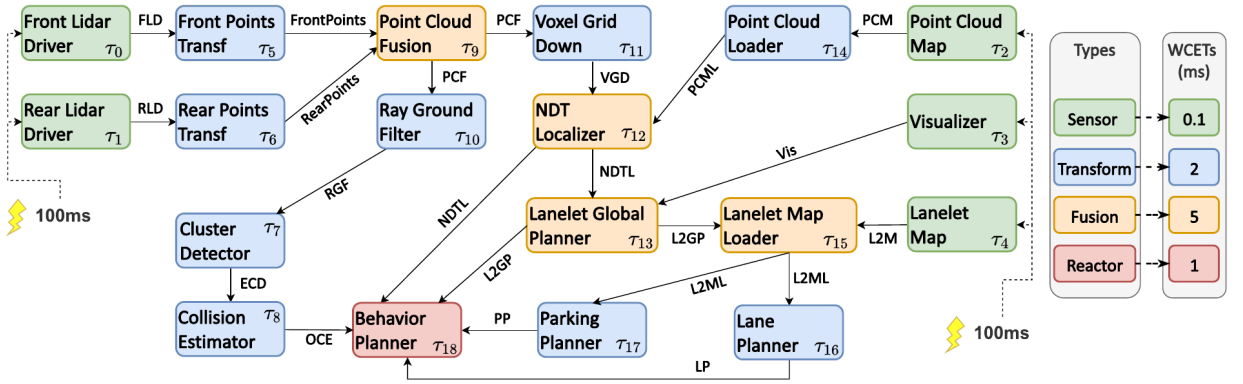 Front Lidar
Driver τ0
FLD
Front Points
Transf τ5
FrontPoints
Point Cloud
Fusion τ9
PCF
Voxel Grid
Down τ11
Point Cloud
Loader τ14
PCM
Point Cloud
Map τ2
Types
WCETs
(ms)
PCF
VGD
PCML
RearPoints
Rear Lidar
Driver τ1
RLD
Rear Points
Transf τ6
Ray Ground
Filter τ10
NDT
Localizer τ12
Visualizer
τ3
Sensor
0.1
Vis
Transform
2
RGF
NDTL
NDTL
100ms
Cluster τ7
Detector
Lanelet Global
Planner τ13
L2GP
Lanelet Map
Loader τ15
L2M
Lanelet
Map τ4
Fusion
5
Reactor
1
ECD
L2GP
L2ML
L2ML
Collision τ8
Estimator
OCE
Behavior
Planner τ18
PP
Parking
Planner τ17
Lane
Planner τ16
100ms
LP